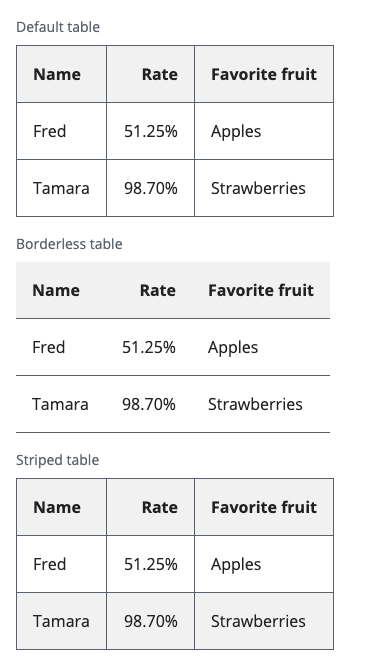 Default table
Name Rate Favorite fruit
Fred 51.25% Apples
Tamara 98.70% Strawberries
Borderless table
Name Rate Favorite fruit
Fred 51.25% Apples
Tamara 98.70% Strawberries
Striped table
Name Rate Favorite fruit
Fred 51.25% Apples
Tamara 98.70% Strawberries